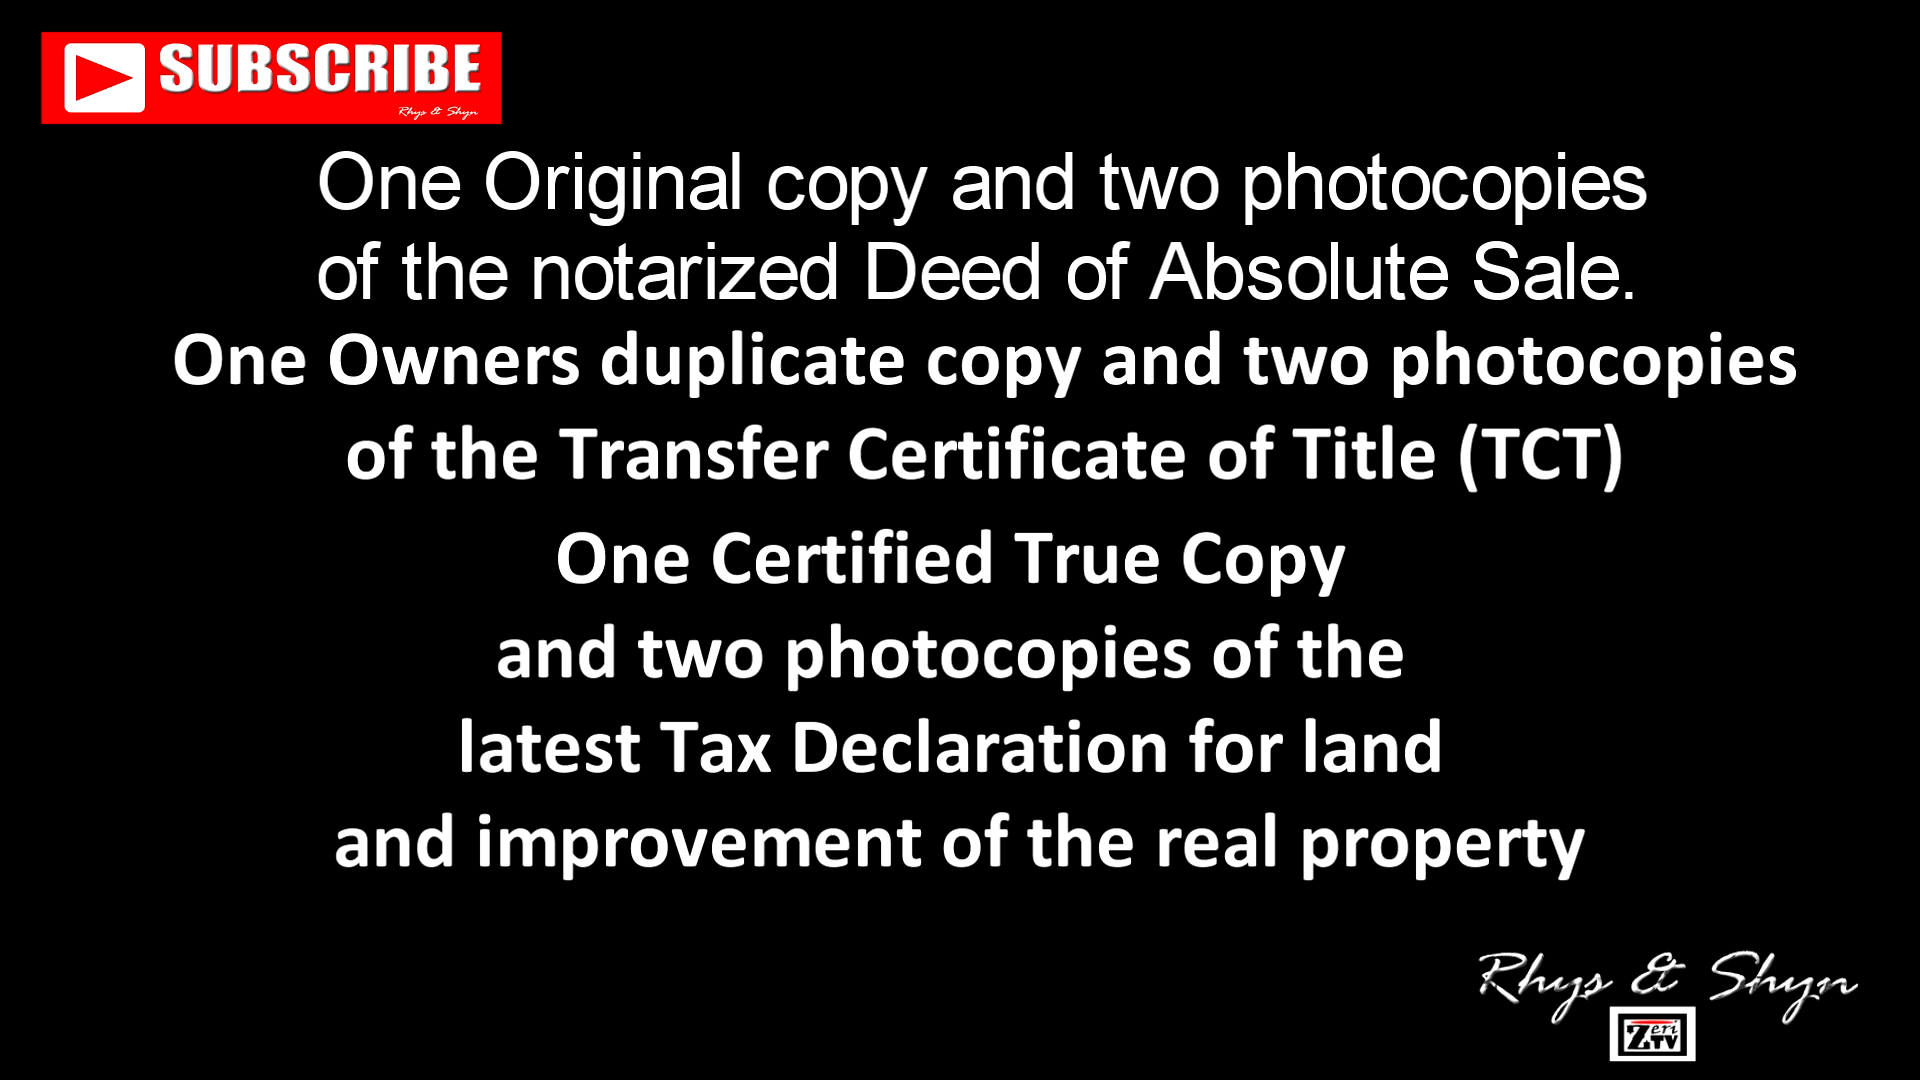 SUBSCRIBE
Rhys & Shyn
One Original copy and two photocopies
of the notarized Deed of Absolute Sale.
One Owners duplicate copy and two photocopies
of the Transfer Certificate of Title (TCT)
One Certified True Copy
and two photocopies of the
latest Tax Declaration for land
and improvement of the real property
Rhys & Shyn
Zeri
TV